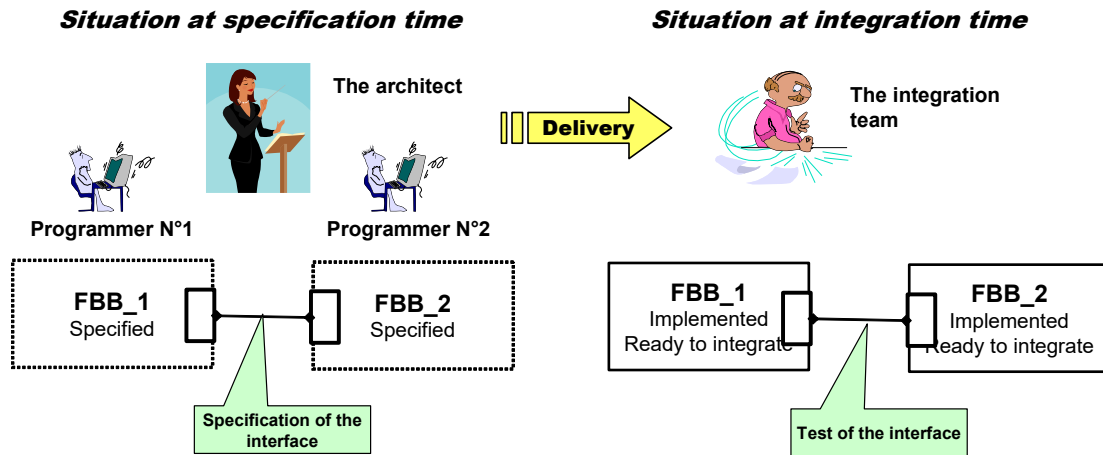 Situation at specification time
Situation at integration time
The architect
Delivery
The integration
team
Programmer N°1
Programmer N°2
FBB_1
Specified
FBB_2
Specified
FBB_1
Implemented
Ready to integrate
FBB_2
Implemented
Ready to integrate
Specification of the
interface
Test of the interface